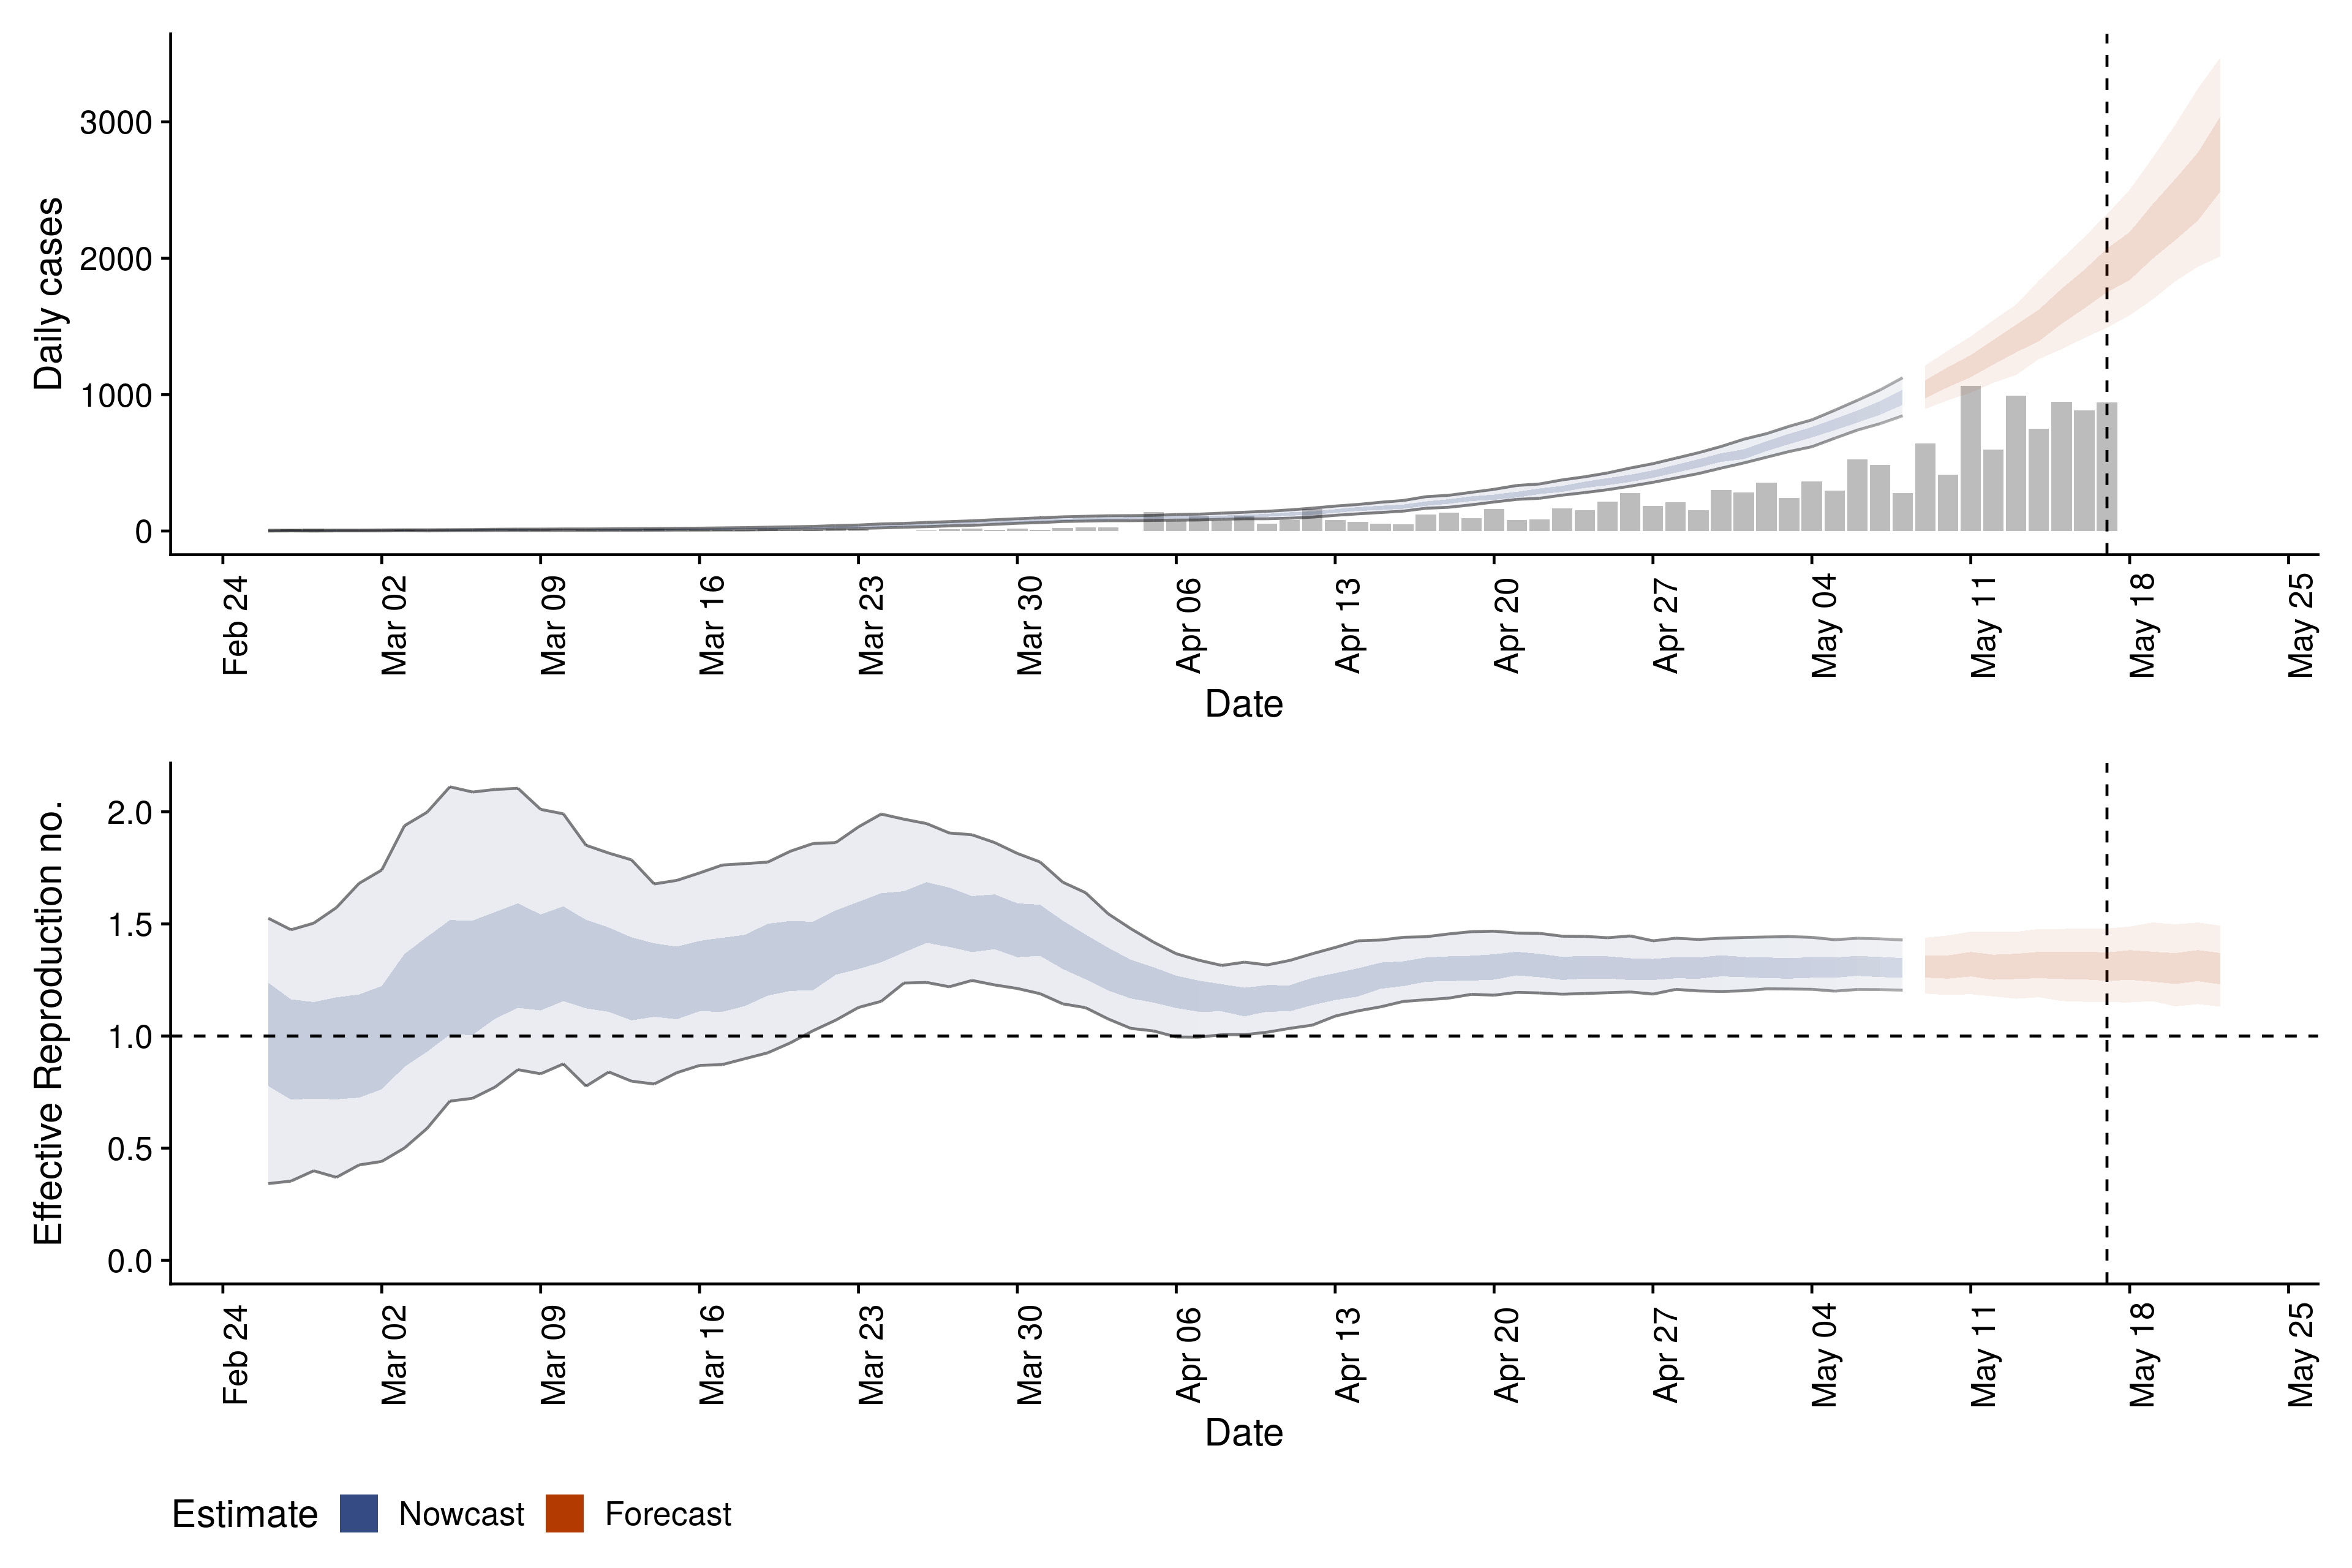 Daily cases
3000
2000
1000
0
Feb 24
Mar 02
Mar 09
Mar 16
Mar 23
Mar 30
Apr 06
Apr 13
Apr 20
Apr 27
May 04
May 11
May 18
May 25
Date
Effective Reproduction no.
2.0
1.5
1.0
0.5
0.0
Feb 24
Mar 02
Mar 09
Mar 16
Mar 23
Mar 30
Apr 06
Apr 13
Apr 20
Apr 27
May 04
May 11
May 18
May 25
Date
Estimate Nowcast Forecast